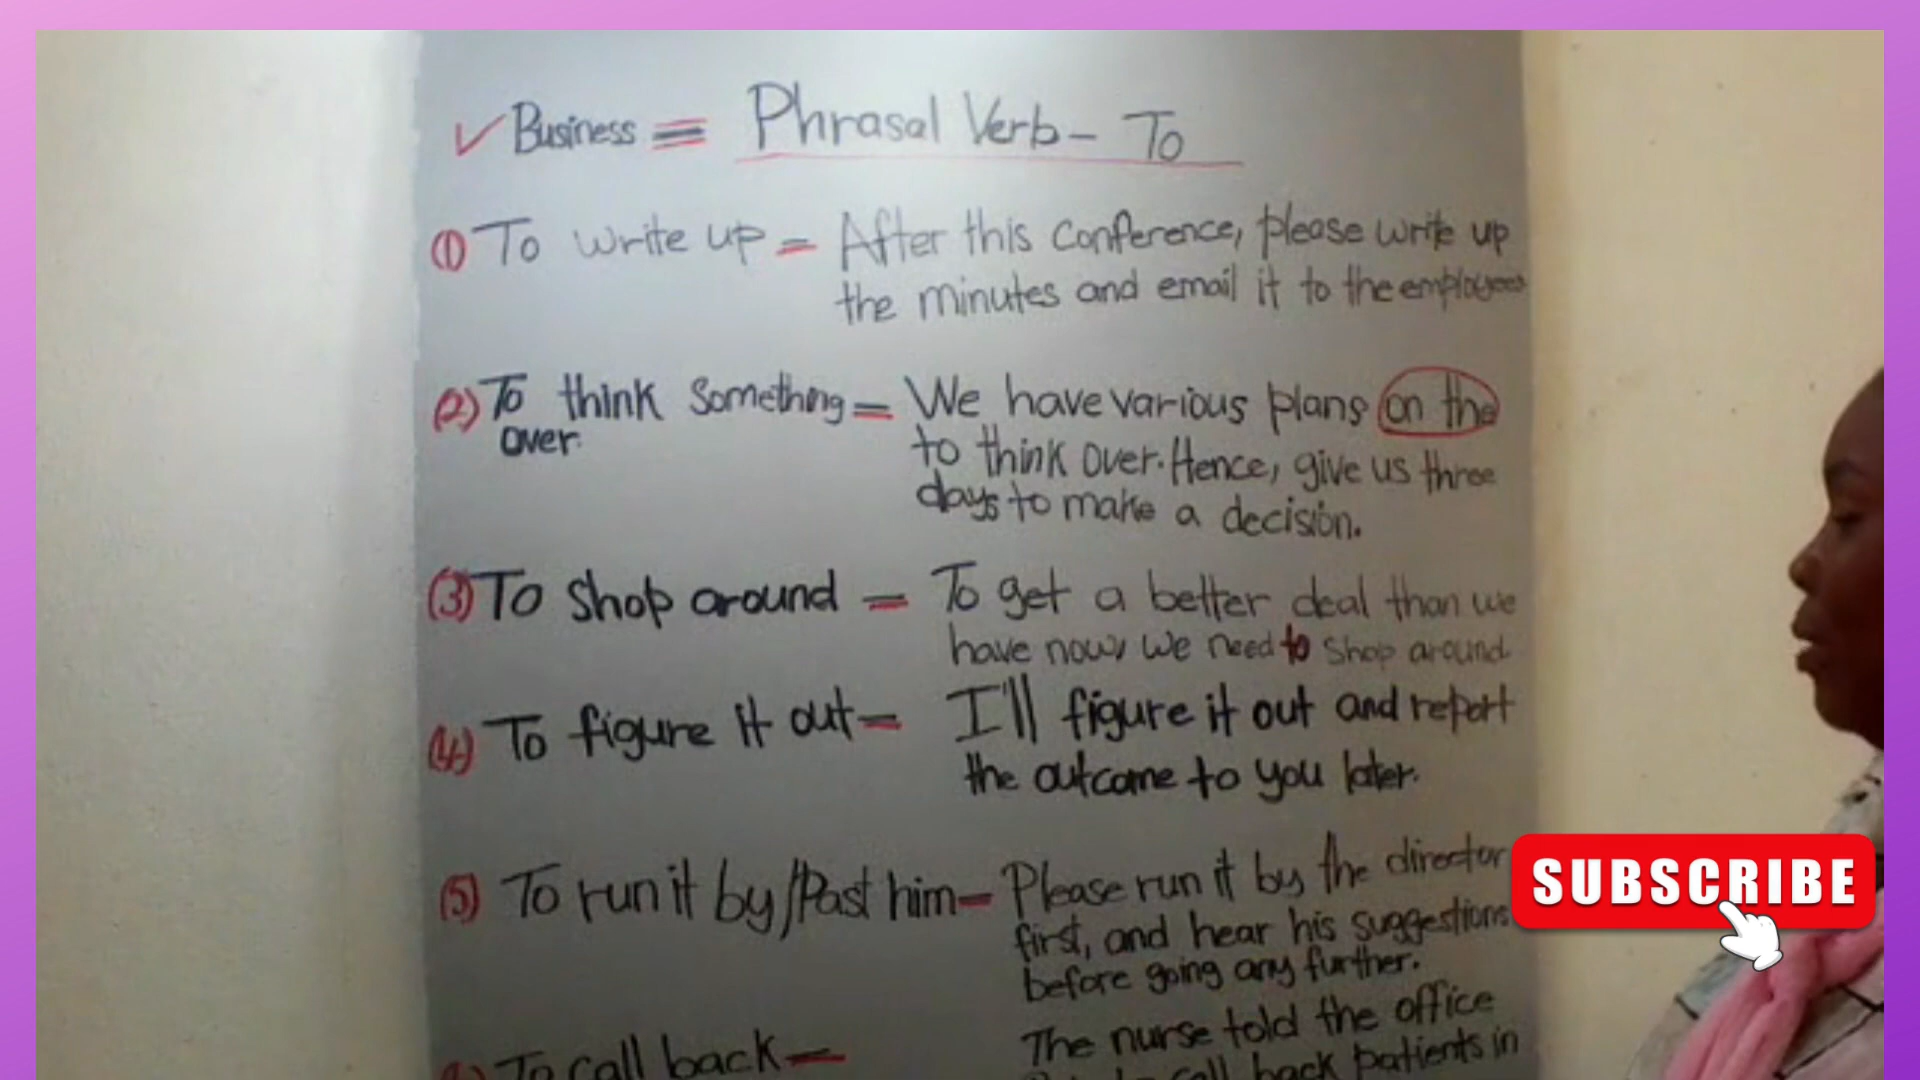 ✓ Business = Phrasal Verb - To
(1) To write up = After this conference, please write up
the minutes and email it to the employees
(2) To think something = We have various plans on the
over. to think over. Hence, give us three
days to make a decision.
(3) To shop around = To get a better deal than we
have now, we need to shop around
(4) To figure it out = I'll figure it out and report
the outcome to you later.
(5) To run it by/Past him - Please run it by the director
first, and hear his suggestions
before going any further.
To call back - The nurse told the office
call back patients in
SUBSCRIBE